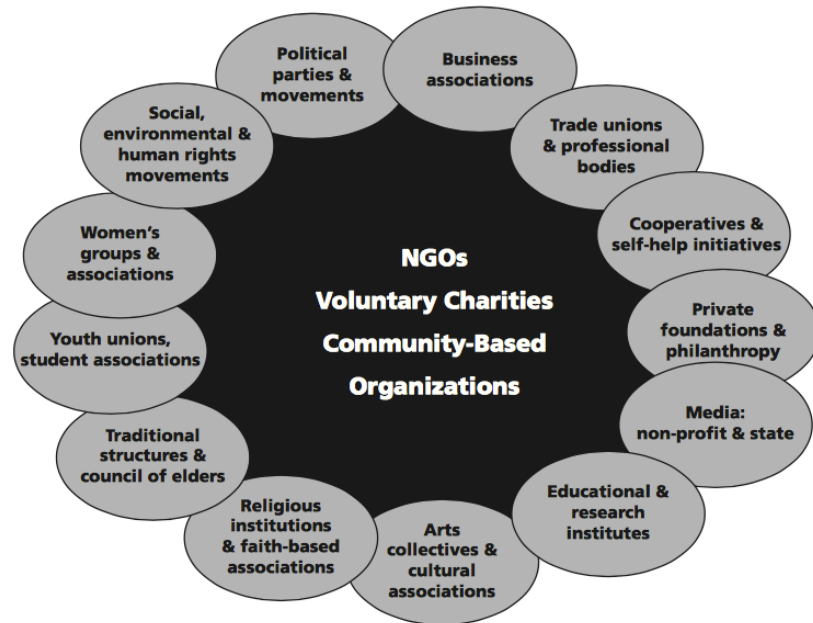 Political
parties &
movements
Business
associations
Trade unions
& professional
bodies
Cooperatives &
self-help initiatives
Private
foundations &
philanthropy
Media:
non-profit & state
Educational &
research
institutes
Arts
collectives &
cultural
associations
Religious
institutions
& faith-based
associations
Traditional
structures &
council of elders
Youth unions,
student associations
Women's
groups &
associations
Social,
environmental &
human rights
movements
NGOs
Voluntary Charities
Community-Based
Organizations